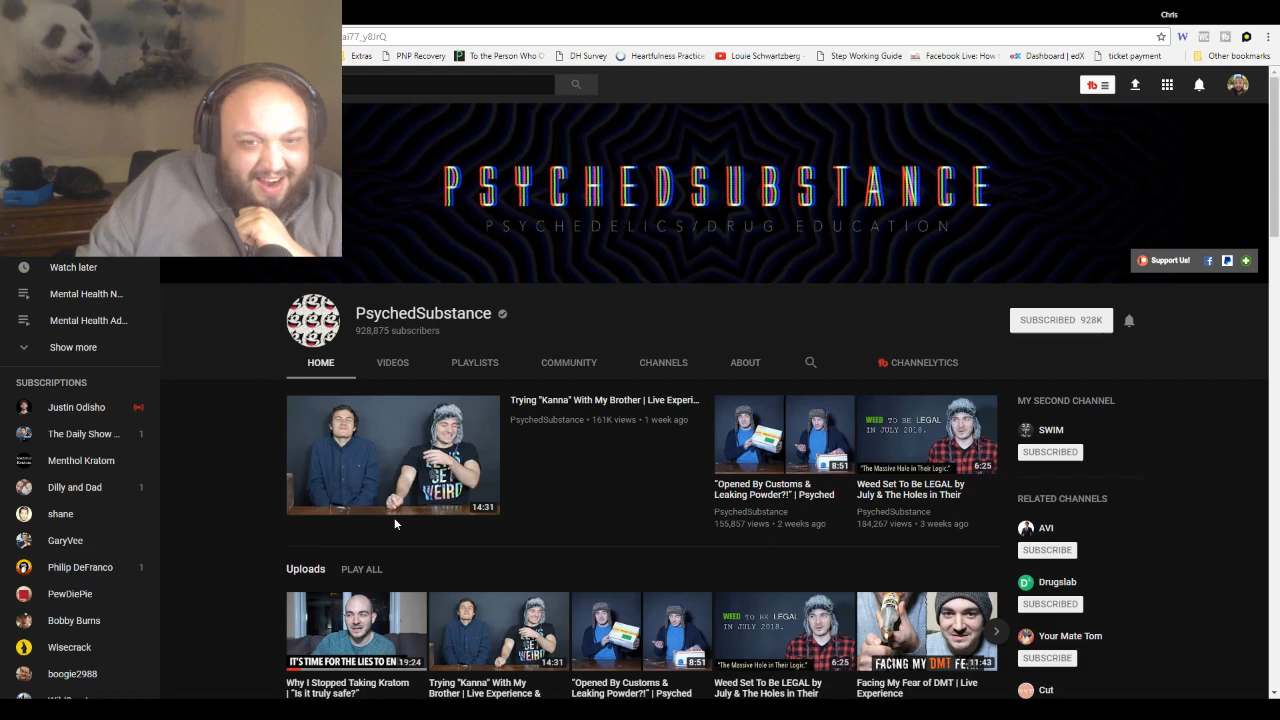 Chris
ai77_y8JrQ
Extras
PNP Recovery
To the Person Who O
DH Survey
Heartfulness Practice
Louie Schwartzberg
Step Working Guide
Facebook Live: How
Dashboard | edX
ticket payment
Other bookmarks
PSYCHEDSUBSTANCE
PSYCHEDELICS/DRUG EDUCATION
Support Us!
Watch later
Mental Health N...
Mental Health Ad...
Show more
SUBSCRIPTIONS
Justin Odisho
The Daily Show ... 1
Menthol Kratom
Dilly and Dad 1
shane
GaryVee
Philip DeFranco 1
PewDiePie
Bobby Burns
Wisecrack
boogie2988
PsychedSubstance
928,875 subscribers
SUBSCRIBED 928K
HOME
VIDEOS
PLAYLISTS
COMMUNITY
CHANNELS
ABOUT
CHANNELYTICS
LET'S
GET
WEIRD
14:31
Trying "Kanna" With My Brother | Live Experi...
PsychedSubstance • 161K views • 1 week ago
8:51
"Opened By Customs &
Leaking Powder?!" | Psyched
PsychedSubstance
155,857 views • 2 weeks ago
WEED TO BE LEGAL
IN JULY 2018.
"The Massive Hole in Their Logic."
6:25
Weed Set To Be LEGAL by
July & The Holes in Their
PsychedSubstance
184,267 views • 3 weeks ago
MY SECOND CHANNEL
SWIM
SUBSCRIBED
RELATED CHANNELS
AVI
SUBSCRIBE
Drugslab
SUBSCRIBED
Your Mate Tom
SUBSCRIBE
Cut
Uploads
PLAY ALL
IT'S TIME FOR THE LIES TO EN
19:24
Why I Stopped Taking Kratom
| "Is it truly safe?"
14:31
Trying "Kanna" With My
Brother | Live Experience &
8:51
"Opened By Customs &
Leaking Powder?!" | Psyched
WEED TO BE LEGAL
IN JULY 2018.
"The Massive Hole in Their Logic."
6:25
Weed Set To Be LEGAL by
July & The Holes in Their
FACING MY DMT FE
11:43
Facing My Fear of DMT | Live
Experience